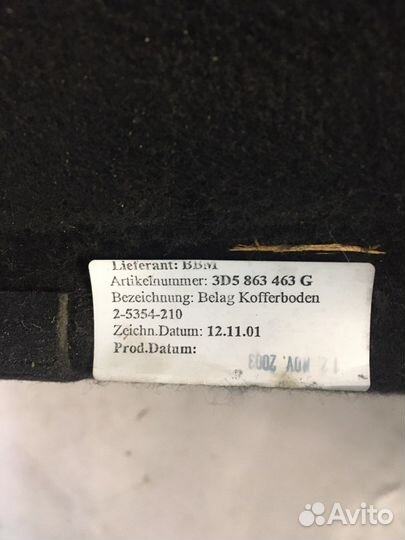 Lieferant: BBM
Artikelnummer: 3D5 863 463 G
Bezeichnung: Belag Kofferboden
2-5354-210
Zeichn.Datum: 12.11.01
Prod.Datum: 12 NOV. 2003
Avito